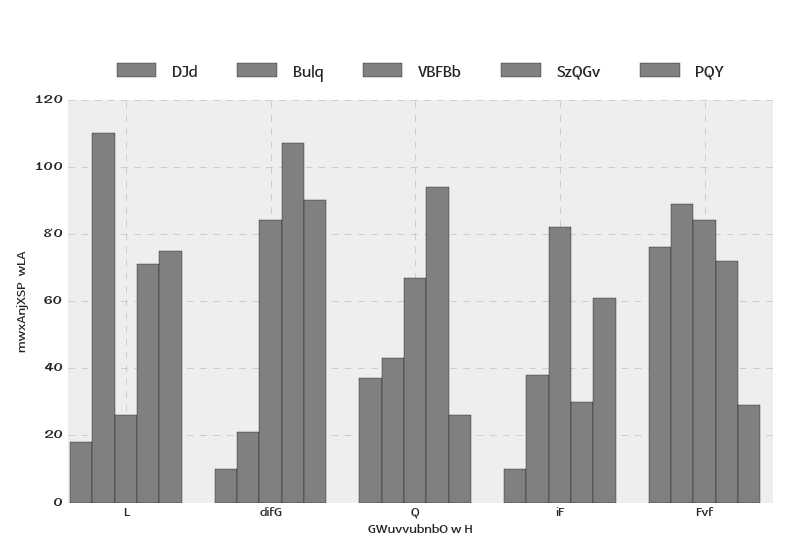 DJd Bulq VBFBb SzQGv PQY
120
100
80
60
40
20
0
mwxAnjXSP wLA
L difG Q iF Fvf
GWuvvubnbO w H